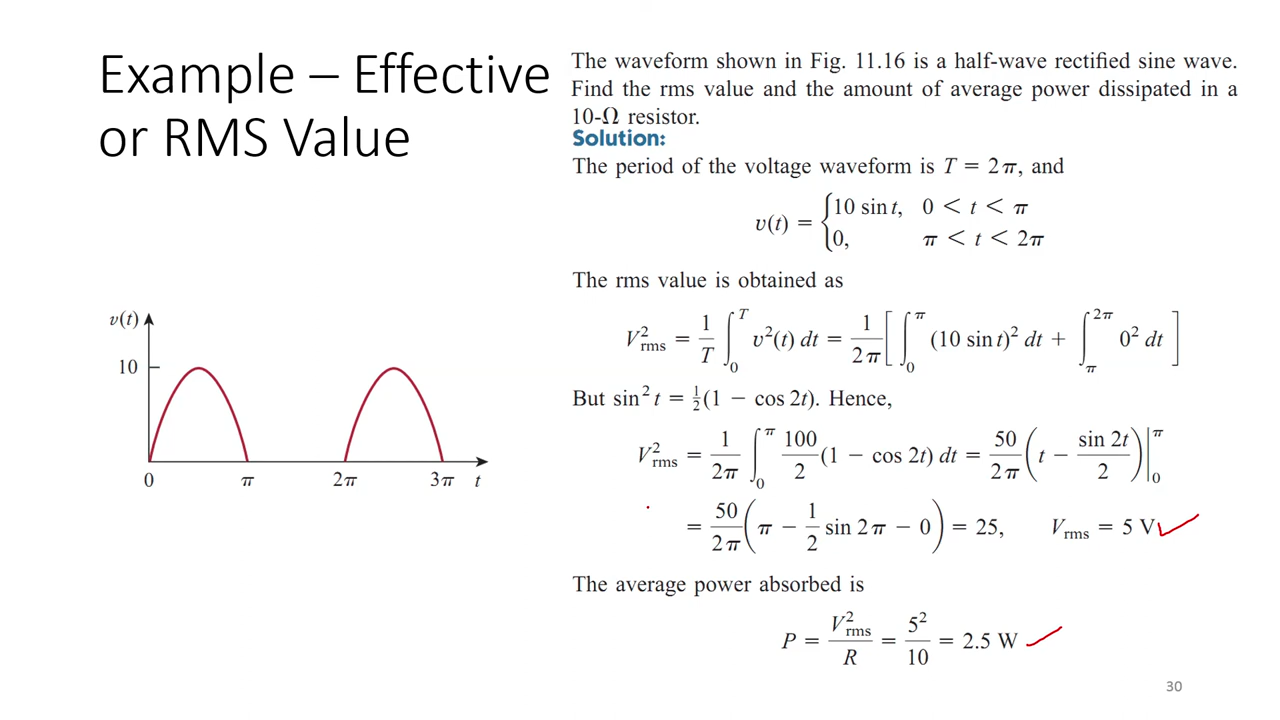 Example – Effective
or RMS Value
The waveform shown in Fig. 11.16 is a half-wave rectified sine wave.
Find the rms value and the amount of average power dissipated in a
10-Ω resistor.
Solution:
The period of the voltage waveform is T = 2π, and
v(t) = {10 sin t, 0 < t < π
{0, π < t < 2π
The rms value is obtained as
V²rms = 1/T ∫₀ᵀ v²(t) dt = 1/2π [∫₀^π (10 sin t)² dt + ∫π^2π 0² dt]
But sin² t = ½(1 − cos 2t). Hence,
V²rms = 1/2π ∫₀^π 100/2 (1 − cos 2t) dt = 50/2π (t − sin 2t/2)|₀^π
= 50/2π (π − 1/2 sin 2π − 0) = 25, Vrms = 5 V
The average power absorbed is
P = V²rms/R = 5²/10 = 2.5 W
v(t)
10
0 π 2π 3π t
30